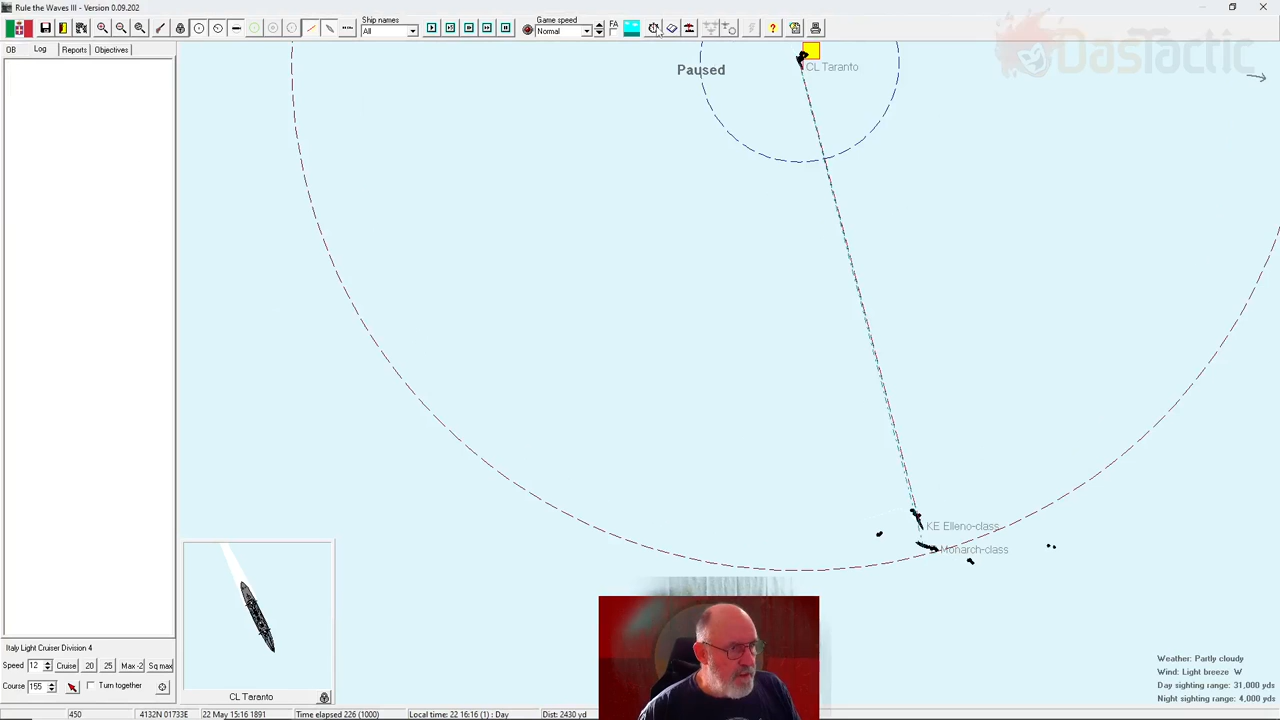 Rule the Waves III - Version 0.09.202
Ship names
All
Game speed
Normal
FA
OB
Log
Reports
Objectives
Paused
DasTactic
CL Taranto
KE Elleno-class
Monarch-class
Italy Light Cruiser Division 4
Speed 12 Cruise 20 25 Max -2 Sq max
Course 155 Turn together
CL Taranto
Weather: Partly cloudy
Wind: Light breeze W
Day sighting range: 31,000 yds
Night sighting range: 4,000 yds
450 4132N 01733E 22 May 15:16 1891 Time elapsed 226 (1000) Local time: 22 16:16 : Day Dist: 2430 yd